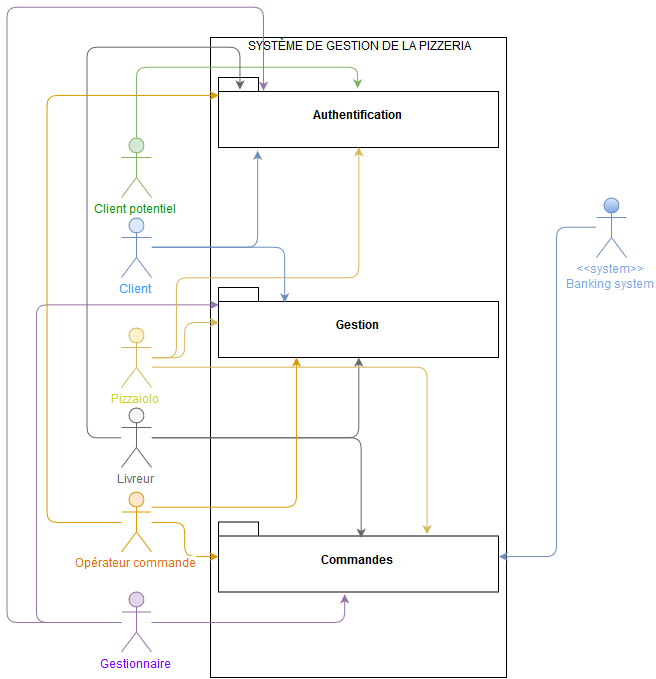 SYSTÈME DE GESTION DE LA PIZZERIA
Authentification
Client potentiel
Client
<<system>>
Banking system
Gestion
Pizzaiolo
Livreur
Opérateur commande
Commandes
Gestionnaire